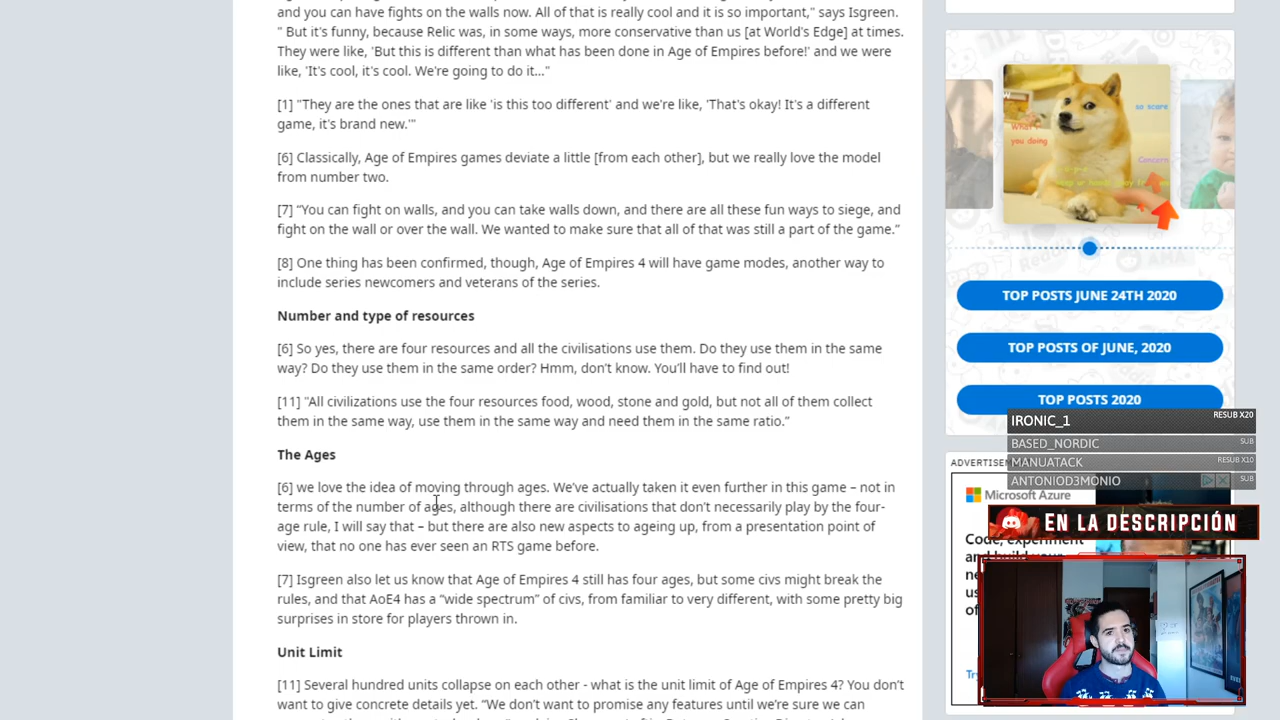 and you can have fights on the walls now. All of that is really cool and it is so important," says Isgreen.
" But it's funny, because Relic was, in some ways, more conservative than us [at World's Edge] at times.
They were like, 'But this is different than what has been done in Age of Empires before!' and we were
like, 'It's cool, it's cool. We're going to do it..."
[1] "They are the ones that are like 'is this too different' and we're like, 'That's okay! It's a different
game, it's brand new.'"
[6] Classically, Age of Empires games deviate a little [from each other], but we really love the model
from number two.
[7] “You can fight on walls, and you can take walls down, and there are all these fun ways to siege, and
fight on the wall or over the wall. We wanted to make sure that all of that was still a part of the game.”
[8] One thing has been confirmed, though, Age of Empires 4 will have game modes, another way to
include series newcomers and veterans of the series.
Number and type of resources
[6] So yes, there are four resources and all the civilisations use them. Do they use them in the same
way? Do they use them in the same order? Hmm, don’t know. You’ll have to find out!
[11] "All civilizations use the four resources food, wood, stone and gold, but not all of them collect
them in the same way, use them in the same way and need them in the same ratio.”
The Ages
[6] we love the idea of moving through ages. We’ve actually taken it even further in this game – not in
terms of the number of ages, although there are civilisations that don’t necessarily play by the four-
age rule, I will say that – but there are also new aspects to ageing up, from a presentation point of
view, that no one has ever seen an RTS game before.
[7] Isgreen also let us know that Age of Empires 4 still has four ages, but some civs might break the
rules, and that AoE4 has a “wide spectrum” of civs, from familiar to very different, with some pretty big
surprises in store for players thrown in.
Unit Limit
[11] Several hundred units collapse on each other - what is the unit limit of Age of Empires 4? You don’t
want to give concrete details yet. “We don’t want to promise any features until we’re sure we can
so scare
you doing
Concern
TOP POSTS JUNE 24TH 2020
TOP POSTS OF JUNE, 2020
TOP POSTS 2020
IRONIC_1 RESUB X20
BASED_NORDIC SUB
MANUATACK RESUB X10
ANTONIOD3MONIO SUB
ADVERTISEM
Microsoft Azure
EN LA DESCRIPCIÓN
Code, experiment